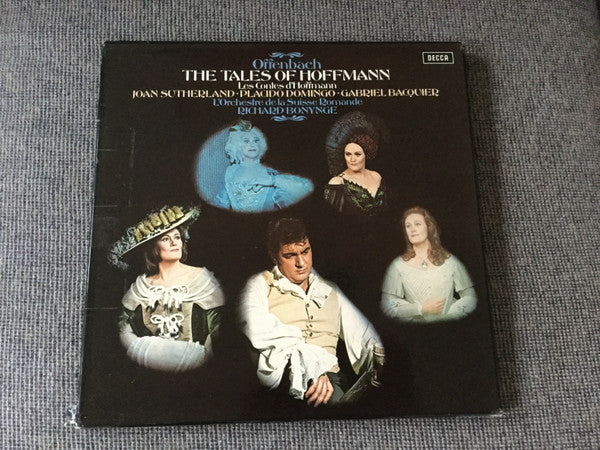 DECCA
Offenbach
THE TALES OF HOFFMANN
Les Contes d'Hoffmann
JOAN SUTHERLAND · PLACIDO DOMINGO · GABRIEL BACQUIER
L'Orchestre de la Suisse Romande
RICHARD BONYNGE